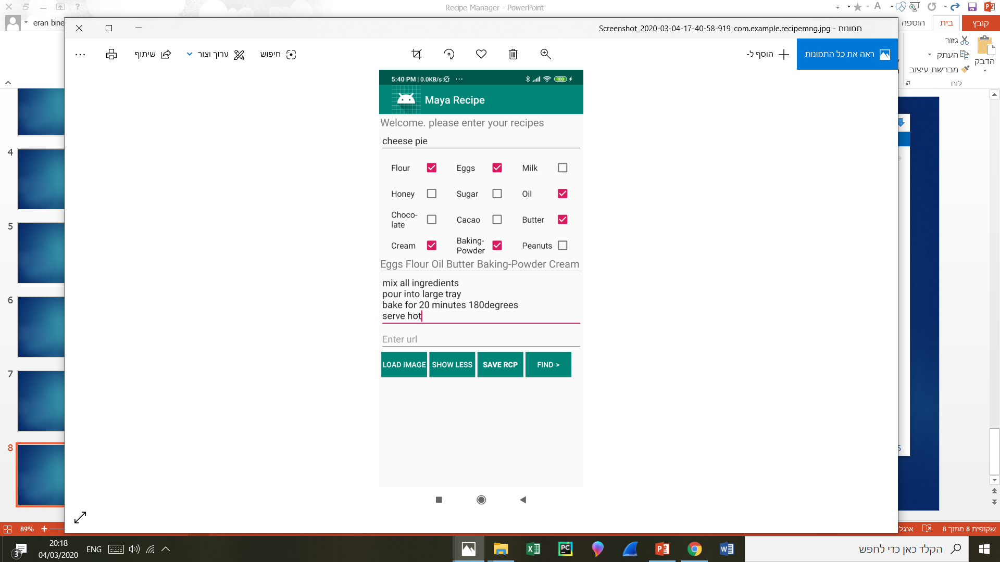 Recipe Manager - PowerPoint
?
A
eran bine
קובץ
בית
הוספה
גזור
העתק
מברשת עיצוב
הדבק
לוח
Screenshot_2020-03-04-17-40-58-919_com.example.recipemng.jpg - תמונות
ראה את כל התמונות
הוסף ל-
חיפוש
ערוך וצור
שיתוף
5:40 PM | 0.0KB/s
100
Maya Recipe
Welcome. please enter your recipes
cheese pie
Flour Eggs Milk
Honey Sugar Oil
Choco-
late
Cacao Butter
Cream
Baking-
Powder
Peanuts
Eggs Flour Oil Butter Baking-Powder Cream
mix all ingredients
pour into large tray
bake for 20 minutes 180degrees
serve hot
Enter url
LOAD IMAGE SHOW LESS SAVE RCP FIND->
4
5
6
7
8
5
שקופית 8 מתוך 8
אנגל
89%
הקלד כאן כדי לחפש
ENG
20:18
04/03/2020
3